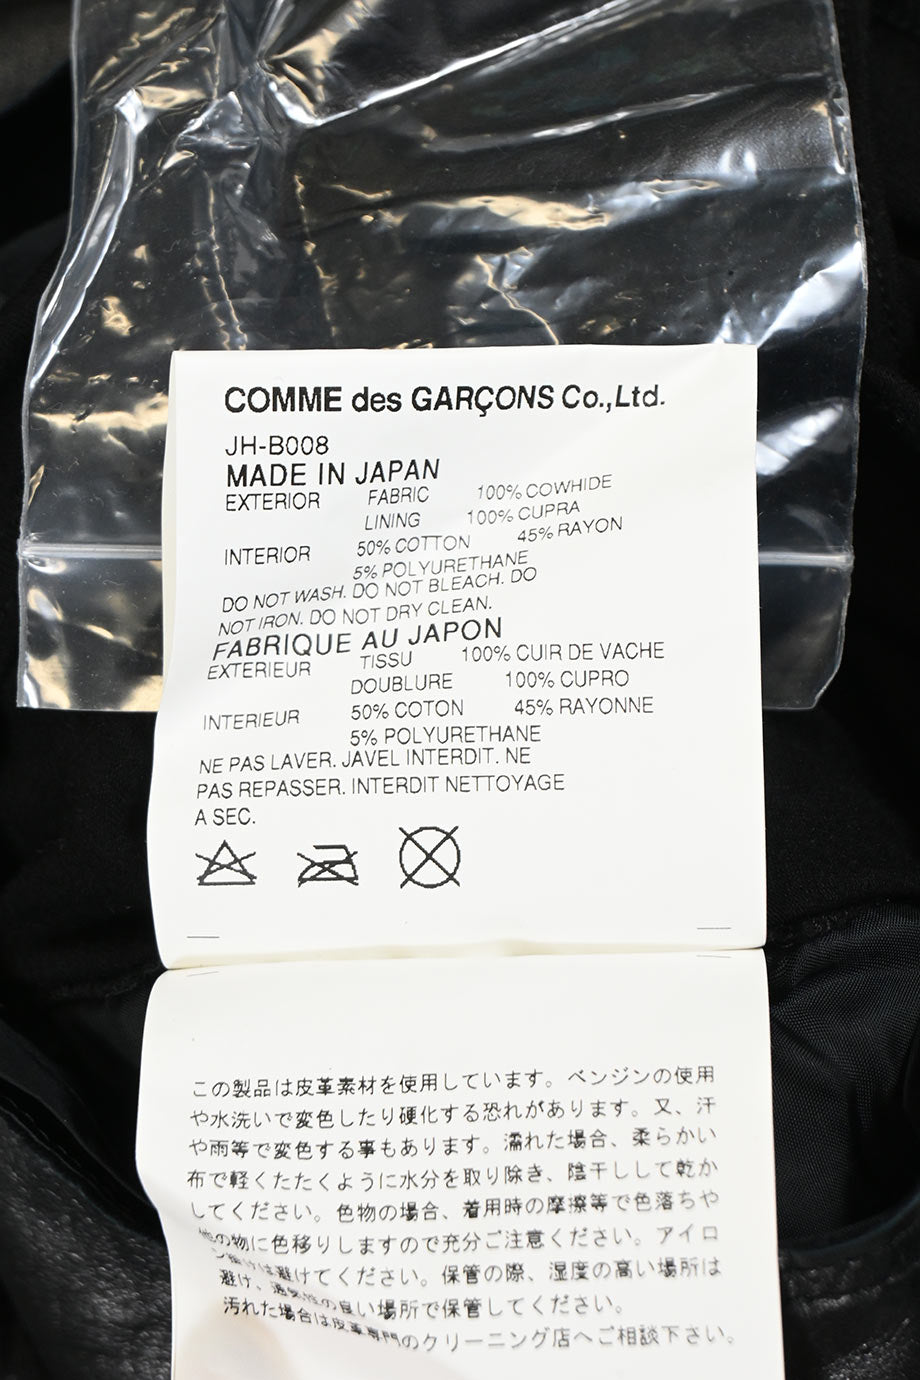 COMME des GARÇONS Co.,Ltd.
JH-B008
MADE IN JAPAN
EXTERIOR FABRIC 100% COWHIDE
LINING 100% CUPRA
INTERIOR 50% COTTON 45% RAYON
5% POLYURETHANE
DO NOT WASH. DO NOT BLEACH. DO
NOT IRON. DO NOT DRY CLEAN.
FABRIQUE AU JAPON
EXTERIEUR TISSU 100% CUIR DE VACHE
DOUBLURE 100% CUPRO
INTERIEUR 50% COTON 45% RAYONNE
5% POLYURETHANE
NE PAS LAVER. JAVEL INTERDIT. NE
PAS REPASSER. INTERDIT NETTOYAGE
A SEC.
この製品は皮革素材を使用しています。ベンジンの使用
や水洗いで変色したり硬化する恐れがあります。又、汗
や雨等で変色する事もあります。濡れた場合、柔らかい
布で軽くたたくように水分を取り除き、陰干しして乾か
してください。色物の場合、着用時の摩擦等で色落ちや
他の物に色移りしますので充分ご注意ください。アイロ
ン掛けは避けてください。保管の際、湿度の高い場所は
避け、通気性の良い場所で保管してください。
汚れた場合は皮革専門のクリーニング店へご相談下さい。